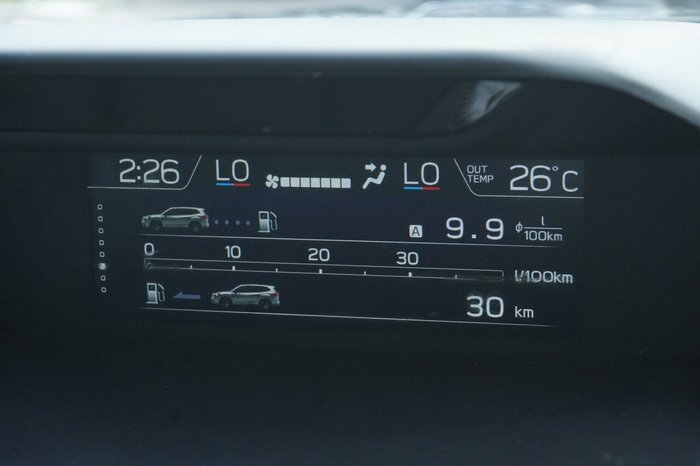 2:26 LO LO OUT TEMP 26°C
A 9.9 ϕ l/100km
0 10 20 30
l/100km
30 km